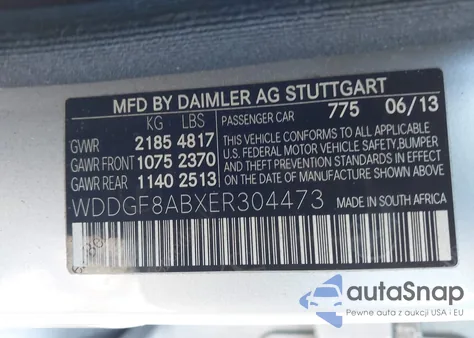 MFD BY DAIMLER AG STUTTGART
KG LBS PASSENGER CAR 775 06/13
GVWR 2185 4817
GAWR FRONT 1075 2370
GAWR REAR 1140 2513
THIS VEHICLE CONFORMS TO ALL APPLICABLE
U.S. FEDERAL MOTOR VEHICLE SAFETY,BUMPER
AND THEFT PREVENTION STANDARDS IN EFFECT
ON THE DATE OF MANUFACTURE SHOWN ABOVE.
WDDGF8ABXER304473 MADE IN SOUTH AFRICA
autoSnap
Pewne auta z aukcji USA i EU